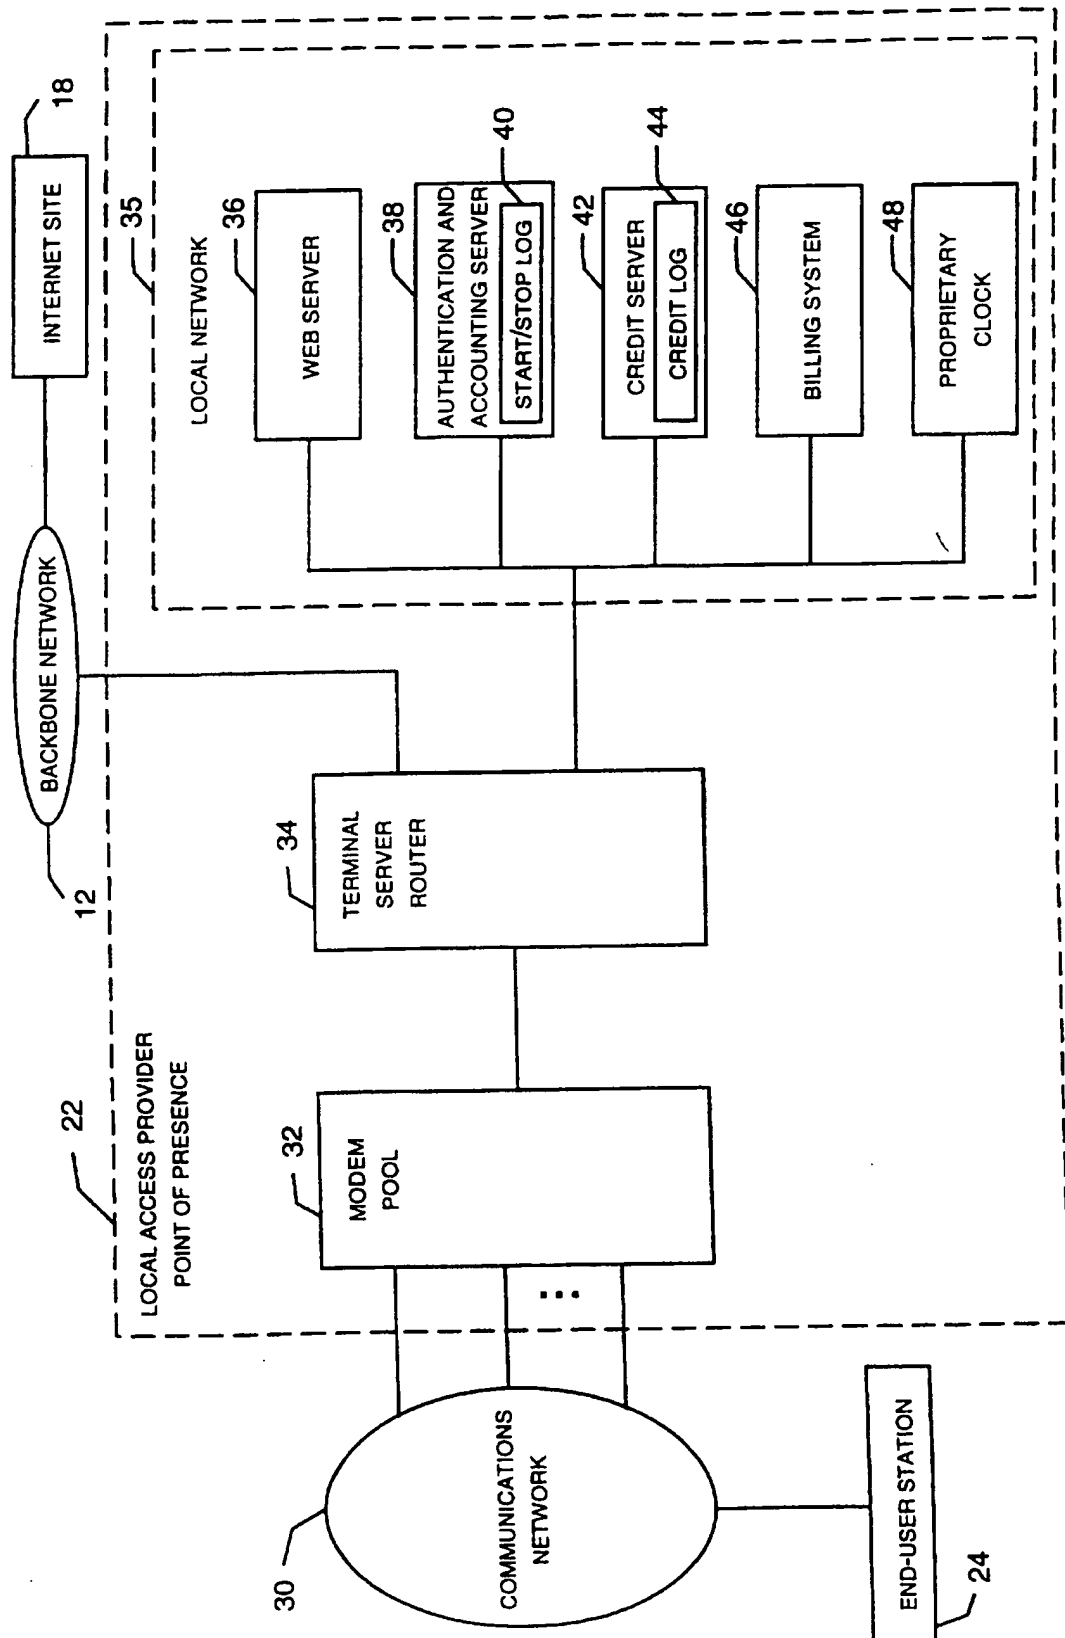 18
INTERNET SITE
12
BACKBONE NETWORK
22
LOCAL ACCESS PROVIDER
POINT OF PRESENCE
35
LOCAL NETWORK
36
WEB SERVER
38
AUTHENTICATION AND
ACCOUNTING SERVER
40
START/STOP LOG
42
CREDIT SERVER
44
CREDIT LOG
46
BILLING SYSTEM
48
PROPRIETARY
CLOCK
34
TERMINAL
SERVER
ROUTER
32
MODEM
POOL
...
30
COMMUNICATIONS
NETWORK
END-USER STATION
24